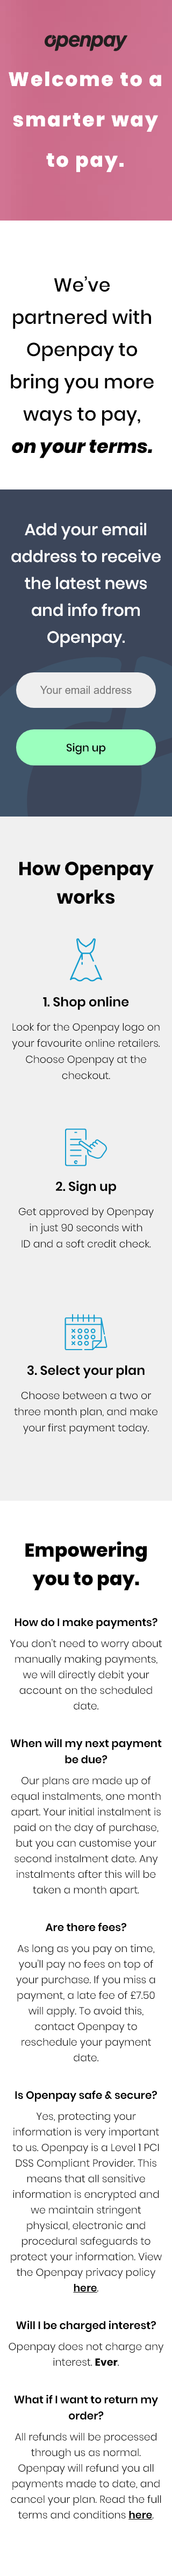 openpay
Welcome to a
smarter way
to pay.
We've
partnered with
Openpay to
bring you more
ways to pay,
on your terms.
Add your email
address to receive
the latest news
and info from
Openpay.
Your email address
Sign up
How Openpay
works
1. Shop online
Look for the Openpay logo on
your favourite online retailers.
Choose Openpay at the
checkout.
2. Sign up
Get approved by Openpay
in just 90 seconds with
ID and a soft credit check.
3. Select your plan
Choose between a two or
three month plan, and make
your first payment today.
Empowering
you to pay.
How do I make payments?
You don't need to worry about
manually making payments,
we will directly debit your
account on the scheduled
date.
When will my next payment
be due?
Our plans are made up of
equal instalments, one month
apart. Your initial instalment is
paid on the day of purchase,
but you can customise your
second instalment date. Any
instalments after this will be
taken a month apart.
Are there fees?
As long as you pay on time,
you'll pay no fees on top of
your purchase. If you miss a
payment, a late fee of £7.50
will apply. To avoid this,
contact Openpay to
reschedule your payment
date.
Is Openpay safe & secure?
Yes, protecting your
information is very important
to us. Openpay is a Level 1 PCI
DSS Compliant Provider. This
means that all sensitive
information is encrypted and
we maintain stringent
physical, electronic and
procedural safeguards to
protect your information. View
the Openpay privacy policy
here.
Will I be charged interest?
Openpay does not charge any
interest. Ever.
What if I want to return my
order?
All refunds will be processed
through us as normal.
Openpay will refund you all
payments made to date, and
cancel your plan. Read the full
terms and conditions here.